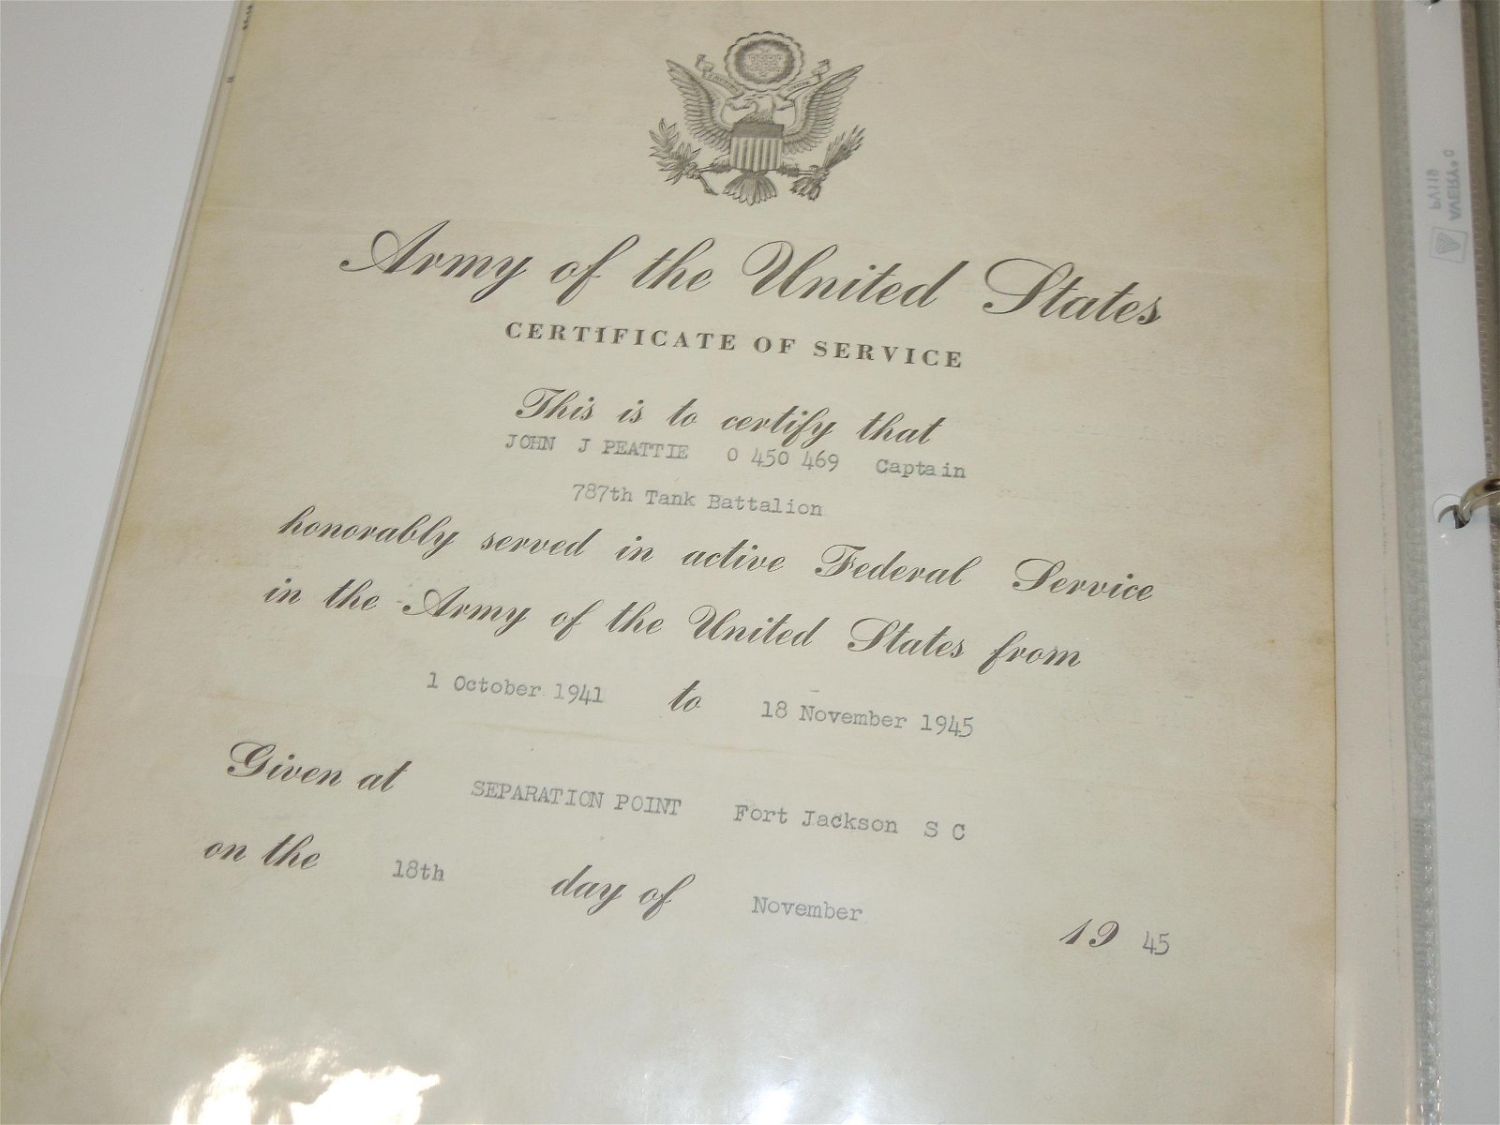 Army of the United States
CERTIFICATE OF SERVICE
This is to certify that
JOHN J PEATTIE 0 450 469 Captain
787th Tank Battalion
honorably served in active Federal Service
in the Army of the United States from
1 October 1941 to 18 November 1945
Given at SEPARATION POINT Fort Jackson S C
on the 18th day of November 19 45
AVERY
PV119